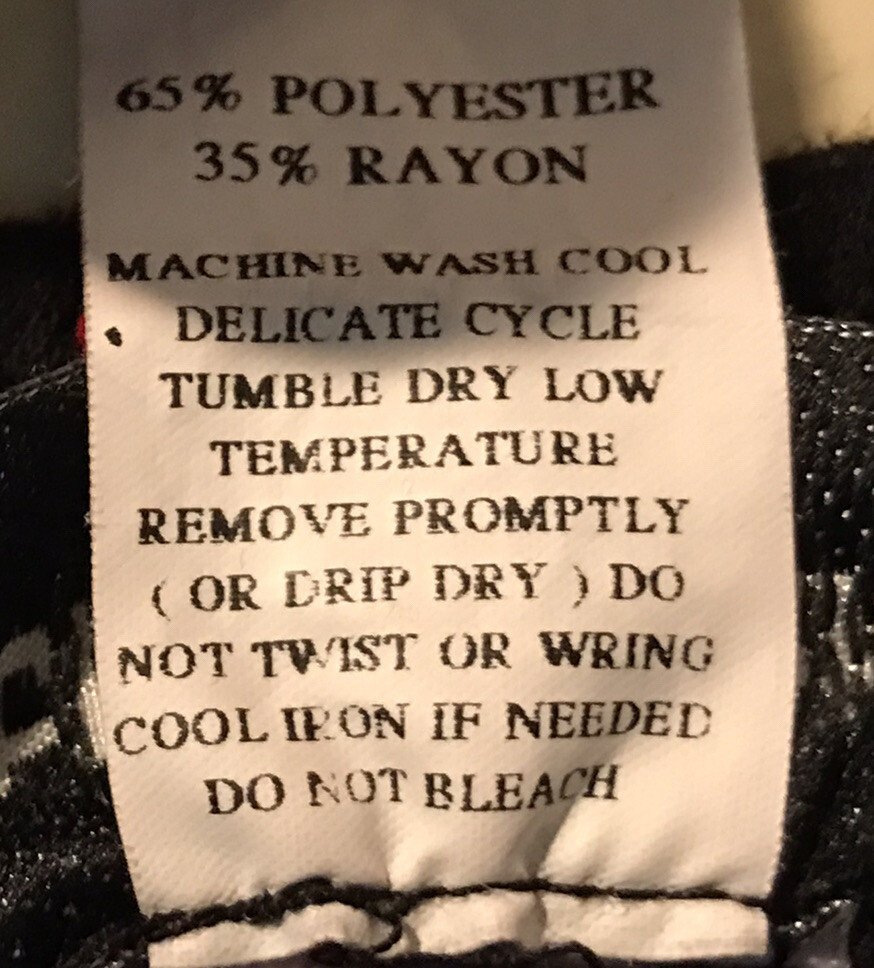 65% POLYESTER
35% RAYON
MACHINE WASH COOL
DELICATE CYCLE
TUMBLE DRY LOW
TEMPERATURE
REMOVE PROMPTLY
( OR DRIP DRY ) DO
NOT TWIST OR WRING
COOL IRON IF NEEDED
DO NOT BLEACH